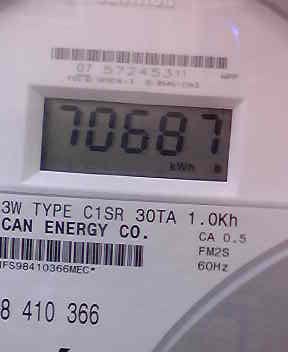 07 57245311
70687
kWh
3W TYPE C1SR 30TA 1.0Kh
CAN ENERGY CO.
CA 0.5
FM2S
60Hz
IFS98410366MEC*
8 410 366